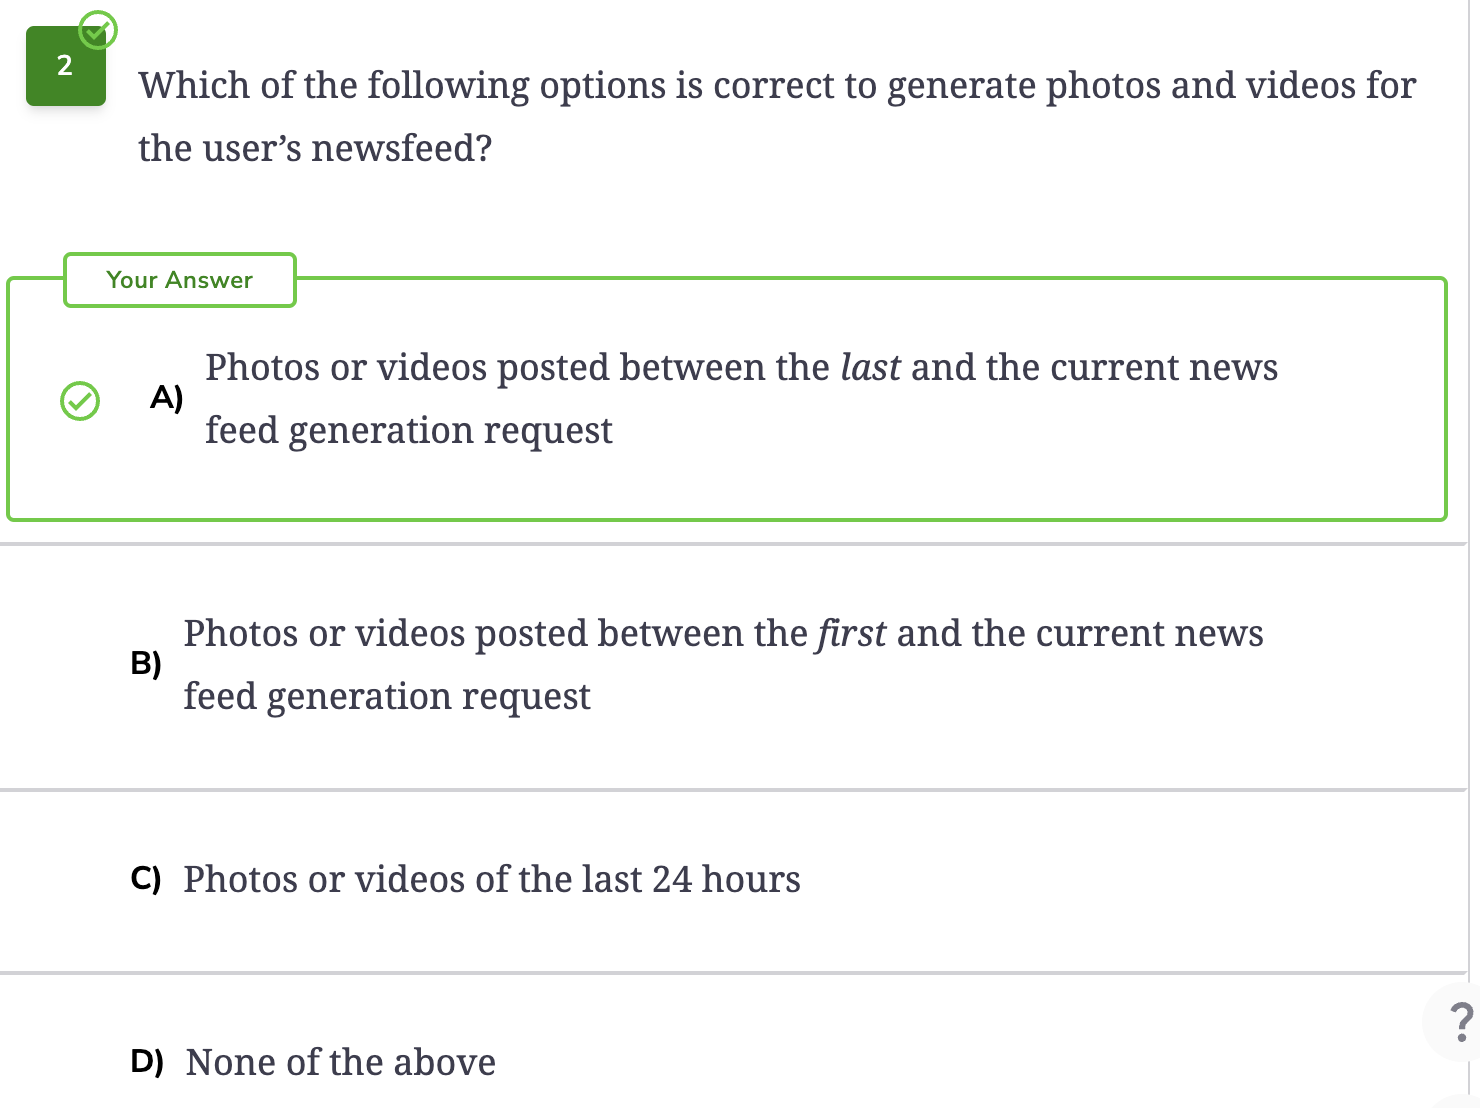 2
Which of the following options is correct to generate photos and videos for
the user’s newsfeed?
Your Answer
A)
Photos or videos posted between the last and the current news
feed generation request
B)
Photos or videos posted between the first and the current news
feed generation request
C) Photos or videos of the last 24 hours
?
D) None of the above